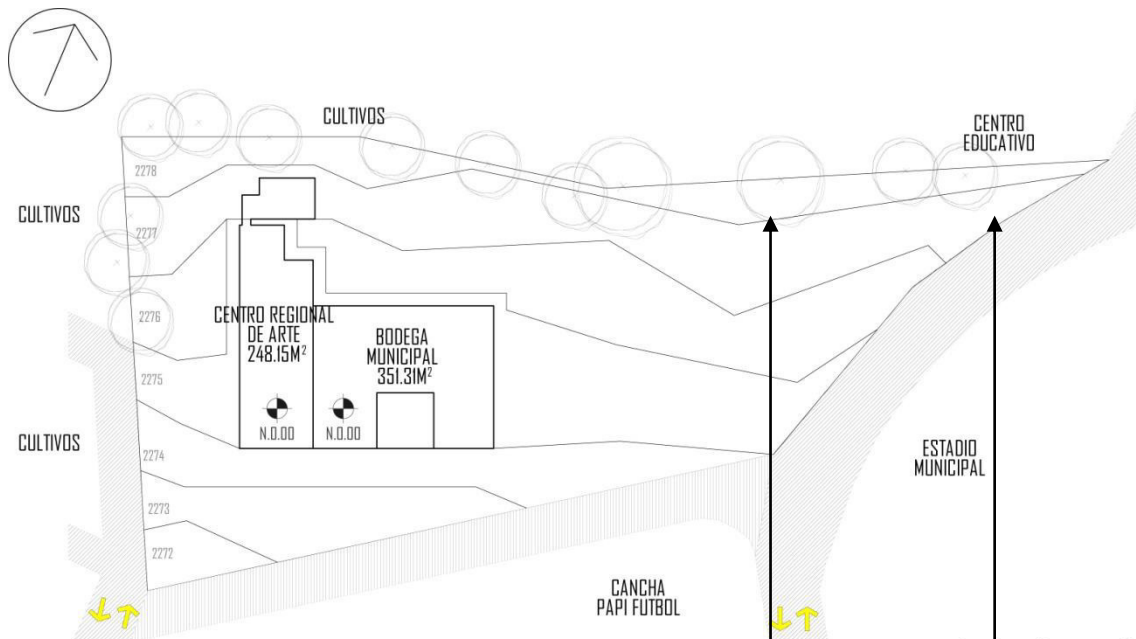 CULTIVOS
CENTRO
EDUCATIVO
2278
CULTIVOS
2277
2276
CENTRO REGIONAL
DE ARTE
248.15M²
BODEGA
MUNICIPAL
351.31M²
2275
N.0.00
N.0.00
CULTIVOS
2274
ESTADIO
MUNICIPAL
2273
2272
CANCHA
PAPI FUTBOL